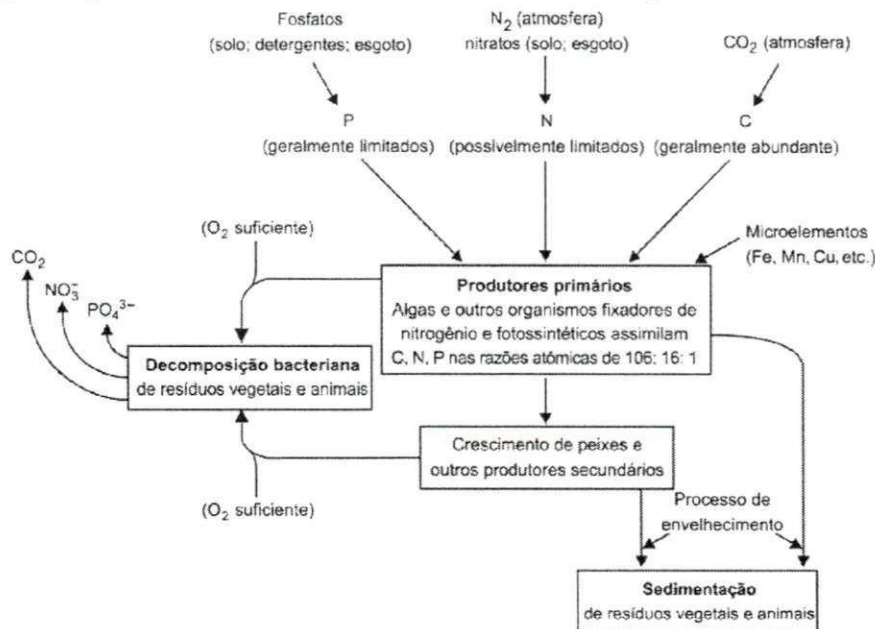 Fosfatos
(solo; detergentes; esgoto)
N₂ (atmosfera)
nitratos (solo; esgoto)
CO₂ (atmosfera)
P
(geralmente limitados)
N
(possivelmente limitados)
C
(geralmente abundante)
(O₂ suficiente)
Microelementos
(Fe, Mn, Cu, etc.)
CO₂
NO₃⁻
PO₄³⁻
Produtores primários
Algas e outros organismos fixadores de
nitrogênio e fotossintéticos assimilam
C, N, P nas razões atómicas de 106: 16: 1
Decomposição bacteriana
de resíduos vegetais e animais
Crescimento de peixes e
outros produtores secundários
(O₂ suficiente)
Processo de
envelhecimento
Sedimentação
de resíduos vegetais e animais